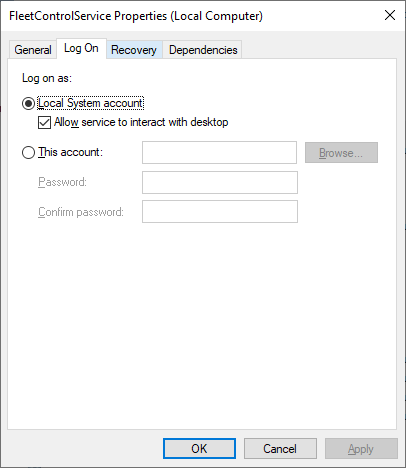 FleetControlService Properties (Local Computer)
General Log On Recovery Dependencies
Log on as:
Local System account
Allow service to interact with desktop
This account:
Browse...
Password:
Confirm password:
OK Cancel Apply